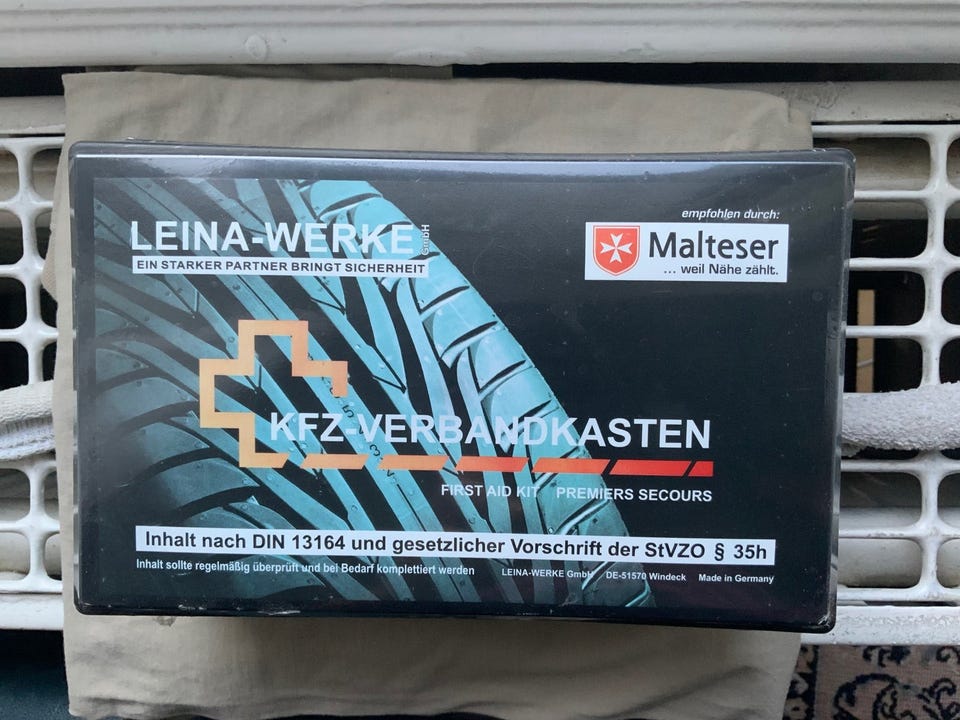 LEINA-WERKE GmbH
EIN STARKER PARTNER BRINGT SICHERHEIT
empfohlen durch:
Malteser
... weil Nähe zählt.
KFZ-VERBANDKASTEN
FIRST AID KIT PREMIERS SECOURS
Inhalt nach DIN 13164 und gesetzlicher Vorschrift der StVZO § 35h
Inhalt sollte regelmäßig überprüft und bei Bedarf komplettiert werden LEINA-WERKE GmbH DE-51570 Windeck Made in Germany